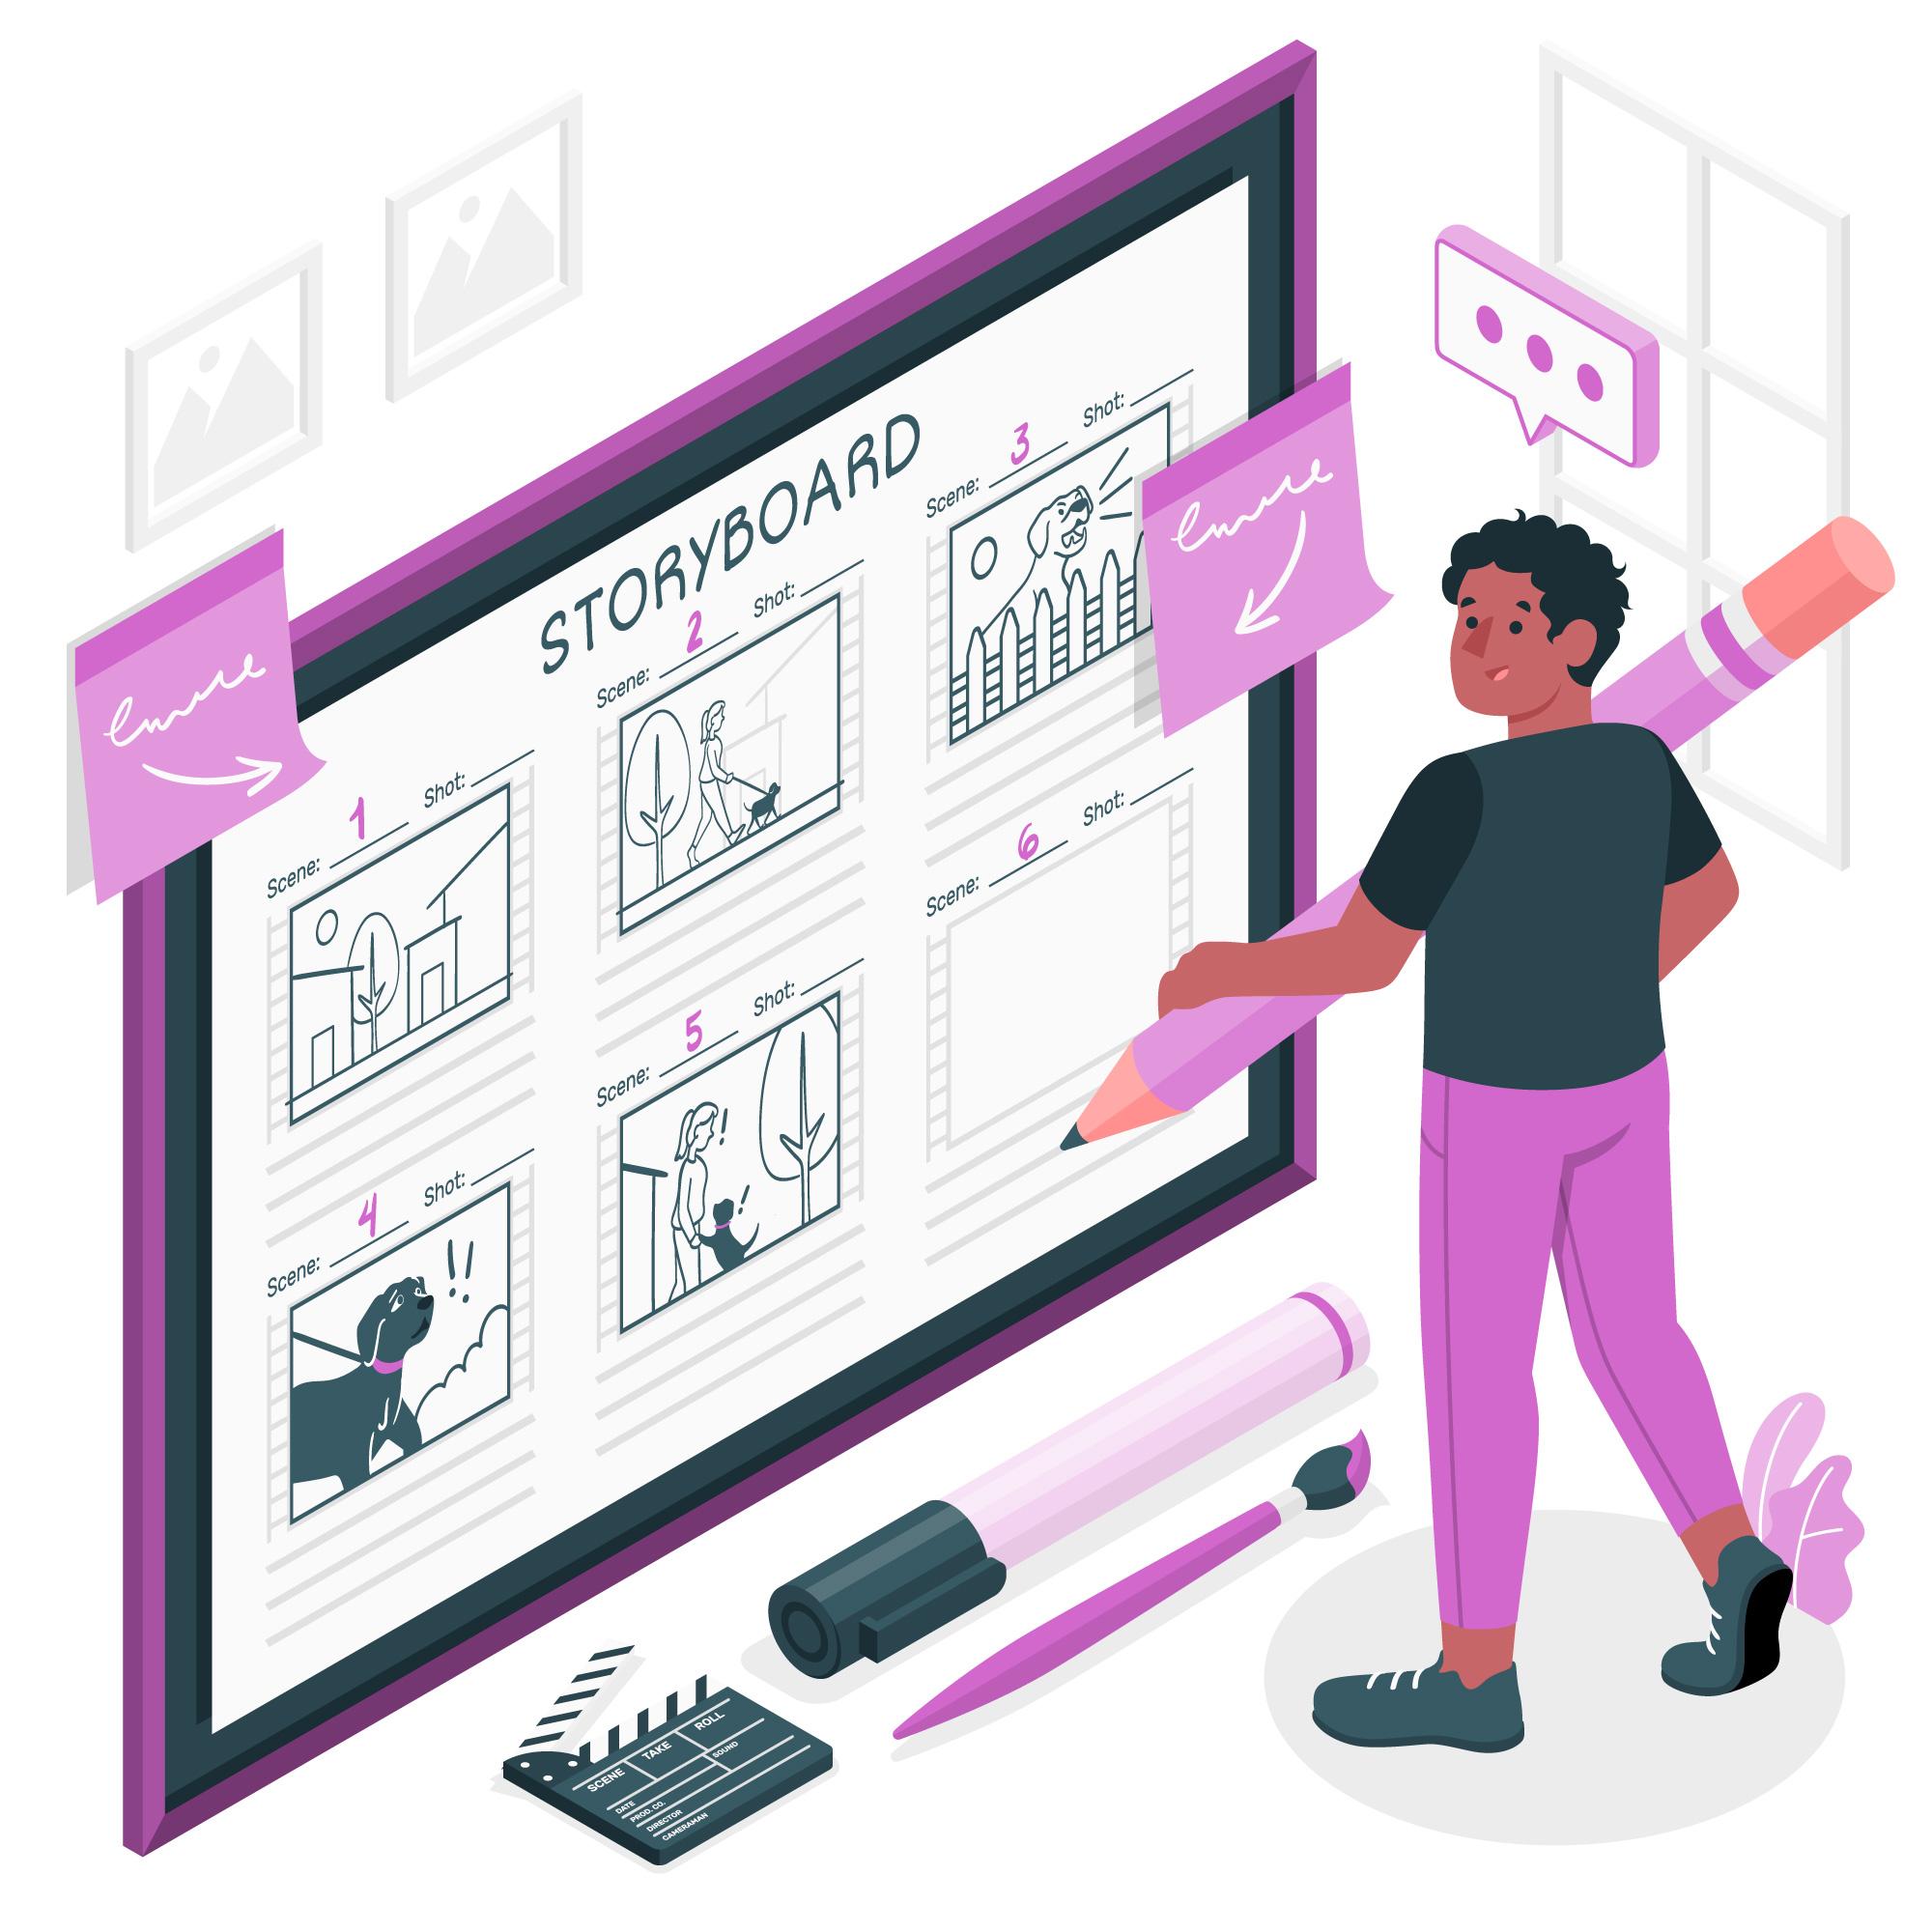 STORYBOARD
Scene: 1 Shot:
Scene: 2 Shot:
Scene: 3 Shot:
Scene: 4 Shot:
Scene: 5 Shot:
Scene: 6 Shot:
!!
!
!
SCENE TAKE ROLL
DATE SOUND
PROD. CO.
DIRECTOR
CAMERAMAN